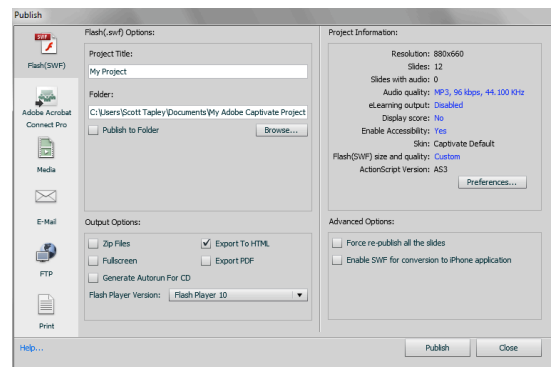 Publish
SWF
Flash(SWF)
Adobe Acrobat
Connect Pro
Media
E-Mail
FTP
Print
Flash(.swf) Options:
Project Title:
My Project
Folder:
C:\Users\Scott Tapley\Documents\My Adobe Captivate Project
Publish to Folder
Browse...
Output Options:
Zip Files
Export To HTML
Fullscreen
Export PDF
Generate Autorun For CD
Flash Player Version: Flash Player 10
Project Information:
Resolution: 880x660
Slides: 12
Slides with audio: 0
Audio quality: MP3, 96 kbps, 44.100 KHz
eLearning output: Disabled
Display score: No
Enable Accessibility: Yes
Skin: Captivate Default
Flash(SWF) size and quality: Custom
ActionScript Version: AS3
Preferences...
Advanced Options:
Force re-publish all the slides
Enable SWF for conversion to iPhone application
Help...
Publish
Close